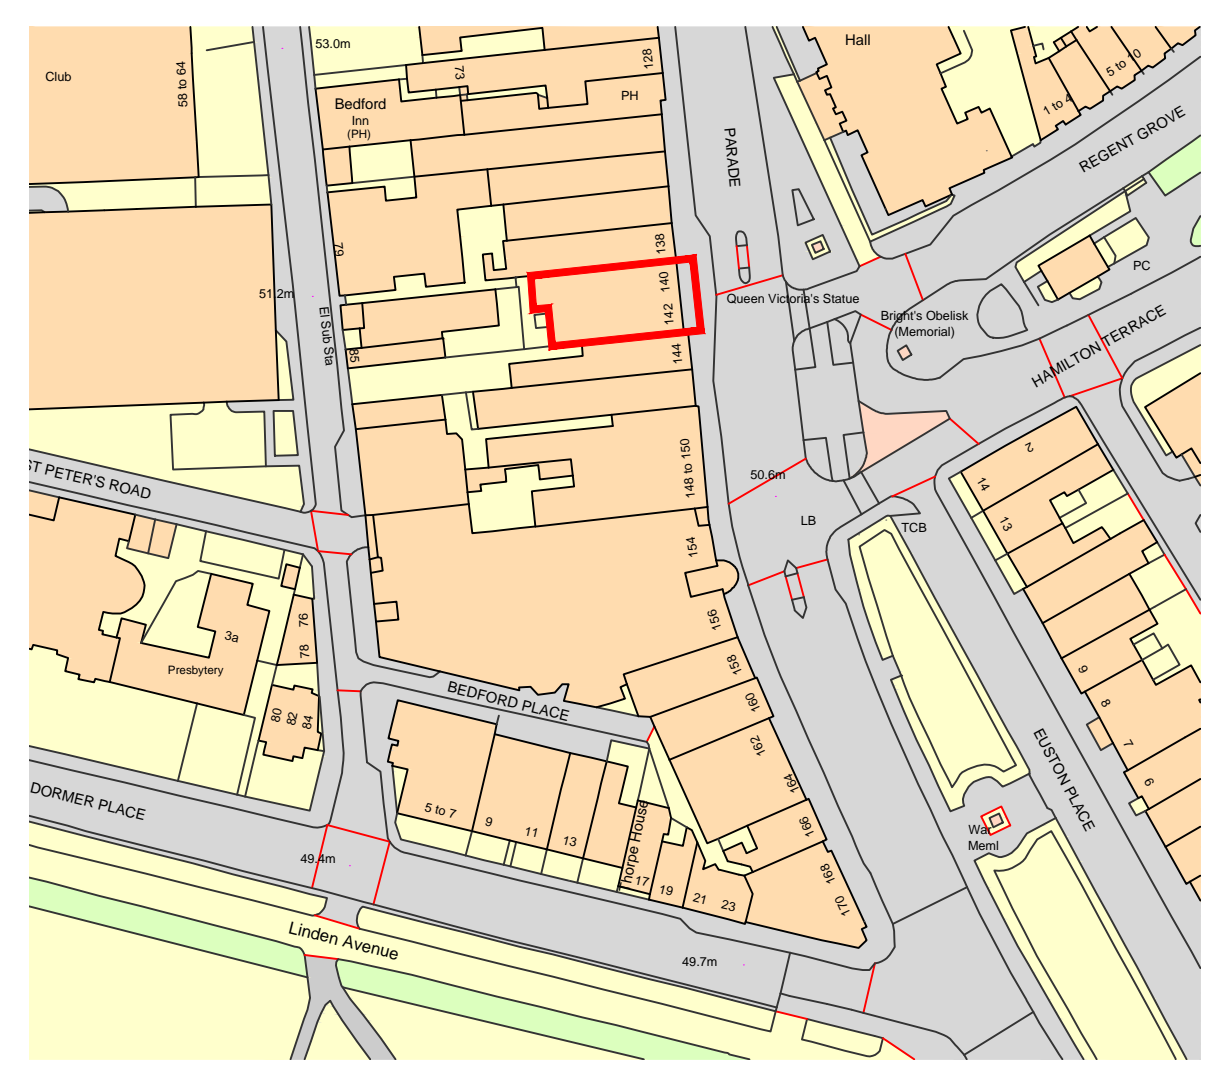 53.0m
Hall
Club
58 to 64
73
128
5 to 10
Bedford
Inn
(PH)
PH
1 to 4
PARADE
REGENT GROVE
79
138
PC
51.2m
140
142
Queen Victoria's Statue
Bright's Obelisk
(Memorial)
El Sub Sta
85
144
HAMILTON TERRACE
2
148 to 150
50.6m
14
ST PETER'S ROAD
LB
TCB
13
154
76
78
3a
Presbytery
156
158
9
BEDFORD PLACE
160
8
80
82
84
162
7
EUSTON PLACE
164
6
DORMER PLACE
5 to 7
9
11
13
166
War
Meml
Thorpe House
49.4m
17
19
21
23
168
170
Linden Avenue
49.7m